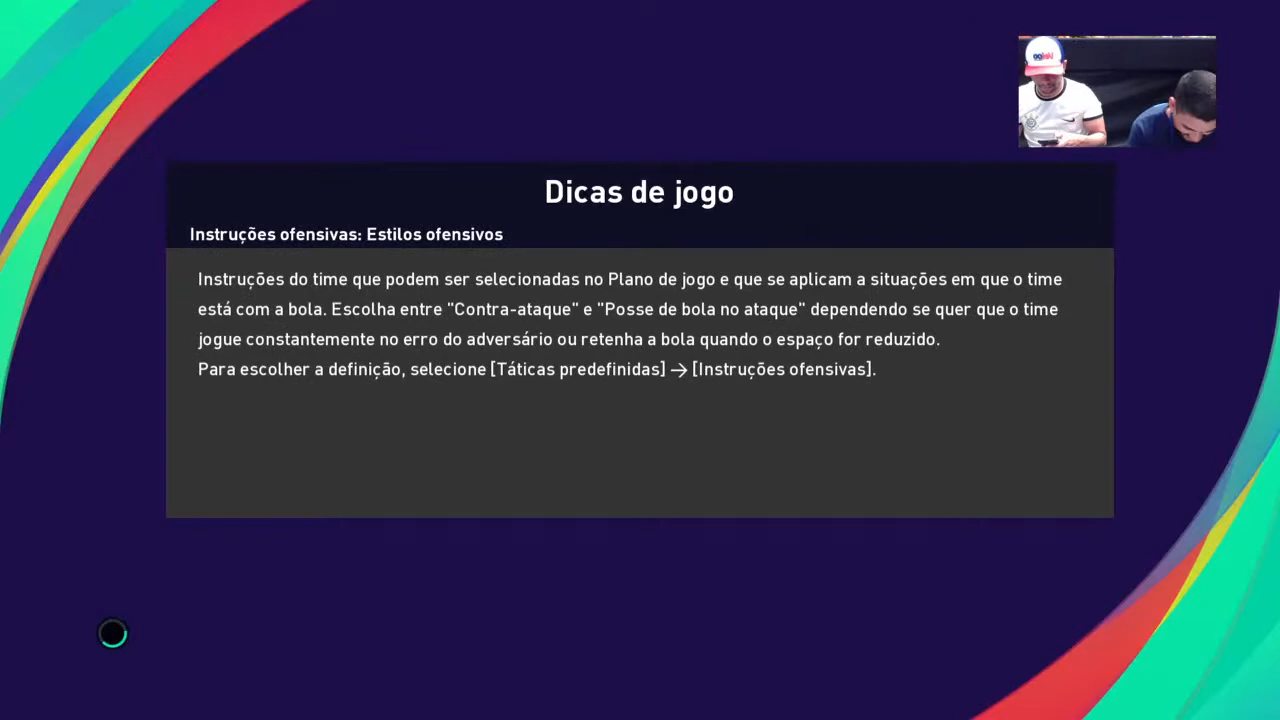 Dicas de jogo
Instruções ofensivas: Estilos ofensivos
Instruções do time que podem ser selecionadas no Plano de jogo e que se aplicam a situações em que o time
está com a bola. Escolha entre "Contra-ataque" e "Posse de bola no ataque" dependendo se quer que o time
jogue constantemente no erro do adversário ou retenha a bola quando o espaço for reduzido.
Para escolher a definição, selecione [Táticas predefinidas] → [Instruções ofensivas].